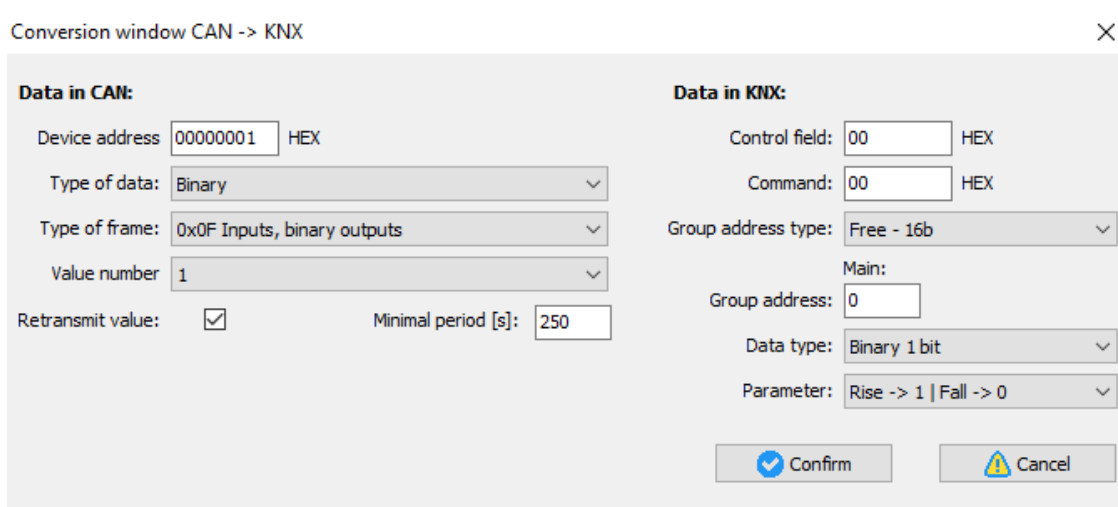 Conversion window CAN -> KNX
Data in CAN:
Device address 00000001 HEX
Type of data: Binary
Type of frame: 0x0F Inputs, binary outputs
Value number 1
Retransmit value: Minimal period [s]: 250
Data in KNX:
Control field: 00 HEX
Command: 00 HEX
Group address type: Free - 16b
Main:
Group address: 0
Data type: Binary 1 bit
Parameter: Rise -> 1 | Fall -> 0
Confirm Cancel